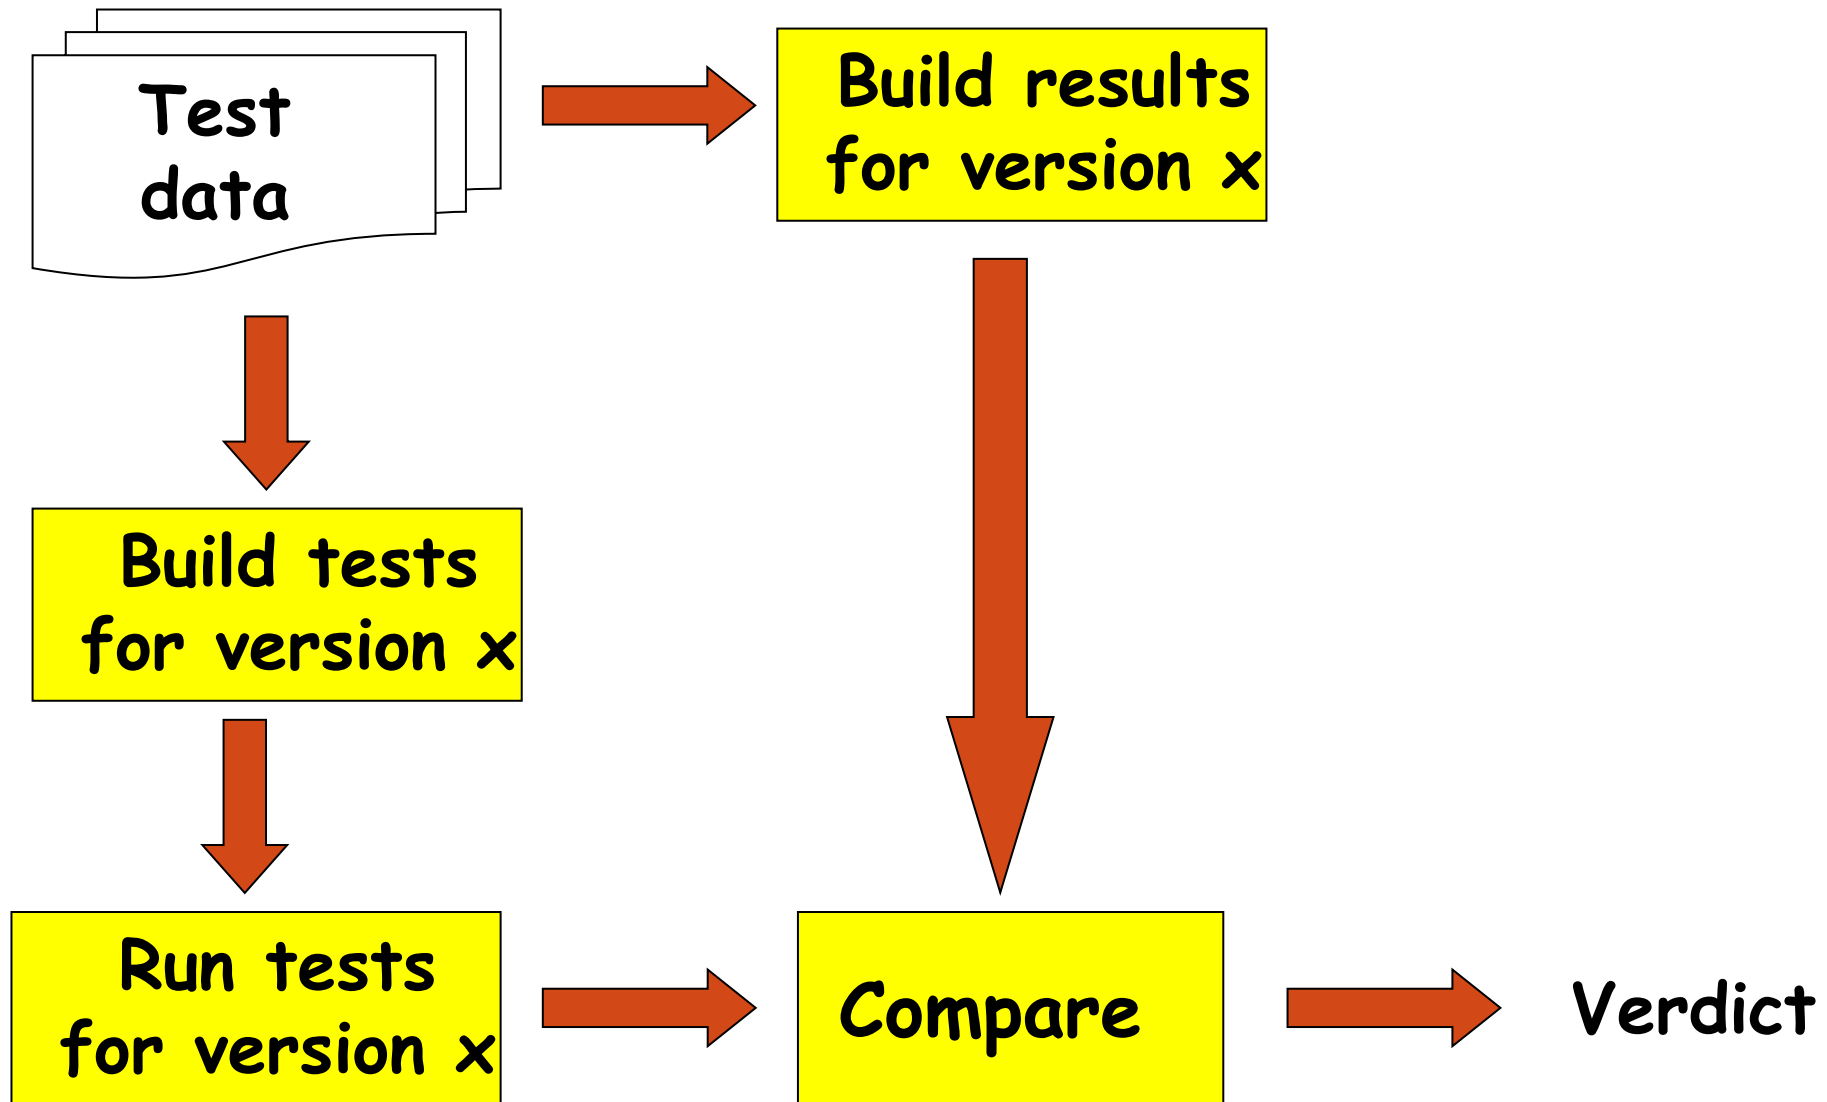 Test
data
Build results
for version x
Build tests
for version x
Run tests
for version x
Compare
Verdict